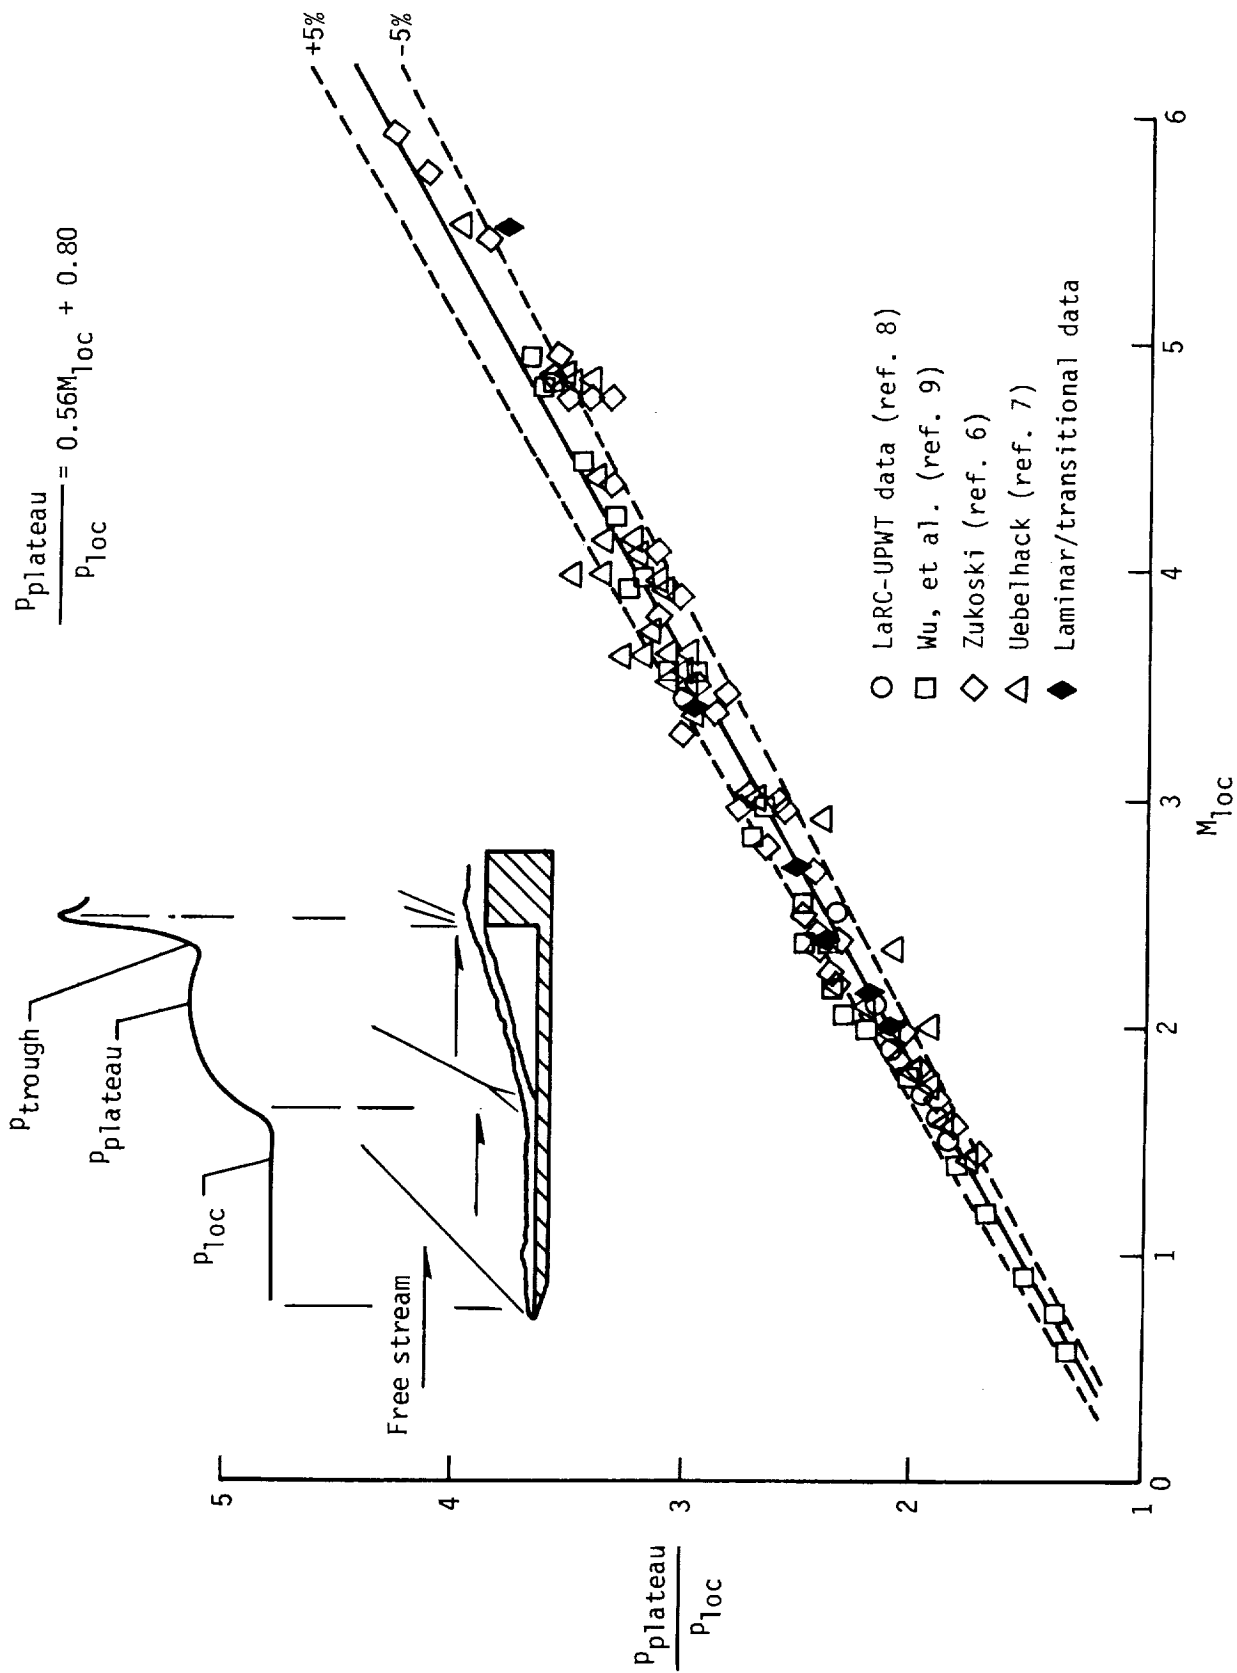 p_plateau
p_loc
= 0.56M_loc + 0.80
+5%
-5%
p_trough
p_plateau
p_loc
Free stream
5
4
3
2
1
p_plateau
p_loc
0
1
2
3
4
5
6
M_loc
LaRC-UPWT data (ref. 8)
Wu, et al. (ref. 9)
Zukoski (ref. 6)
Uebelhack (ref. 7)
Laminar/transitional data